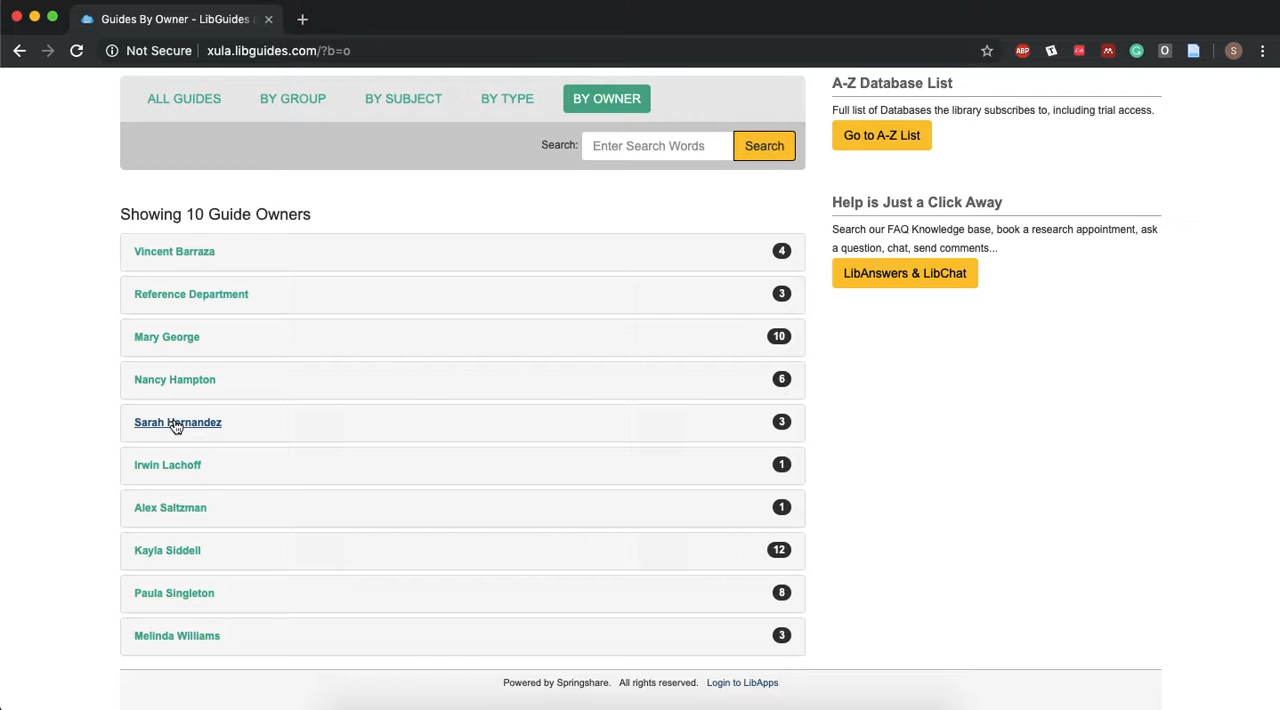 Guides By Owner - LibGuides a
Not Secure xula.libguides.com/?b=o
ABP
S
ALL GUIDES BY GROUP BY SUBJECT BY TYPE BY OWNER
Search: Enter Search Words Search
Showing 10 Guide Owners
Vincent Barraza 4
Reference Department 3
Mary George 10
Nancy Hampton 6
Sarah Hernandez 3
Irwin Lachoff 1
Alex Saltzman 1
Kayla Siddell 12
Paula Singleton 8
Melinda Williams 3
A-Z Database List
Full list of Databases the library subscribes to, including trial access.
Go to A-Z List
Help is Just a Click Away
Search our FAQ Knowledge base, book a research appointment, ask
a question, chat, send comments...
LibAnswers & LibChat
Powered by Springshare. All rights reserved. Login to LibApps